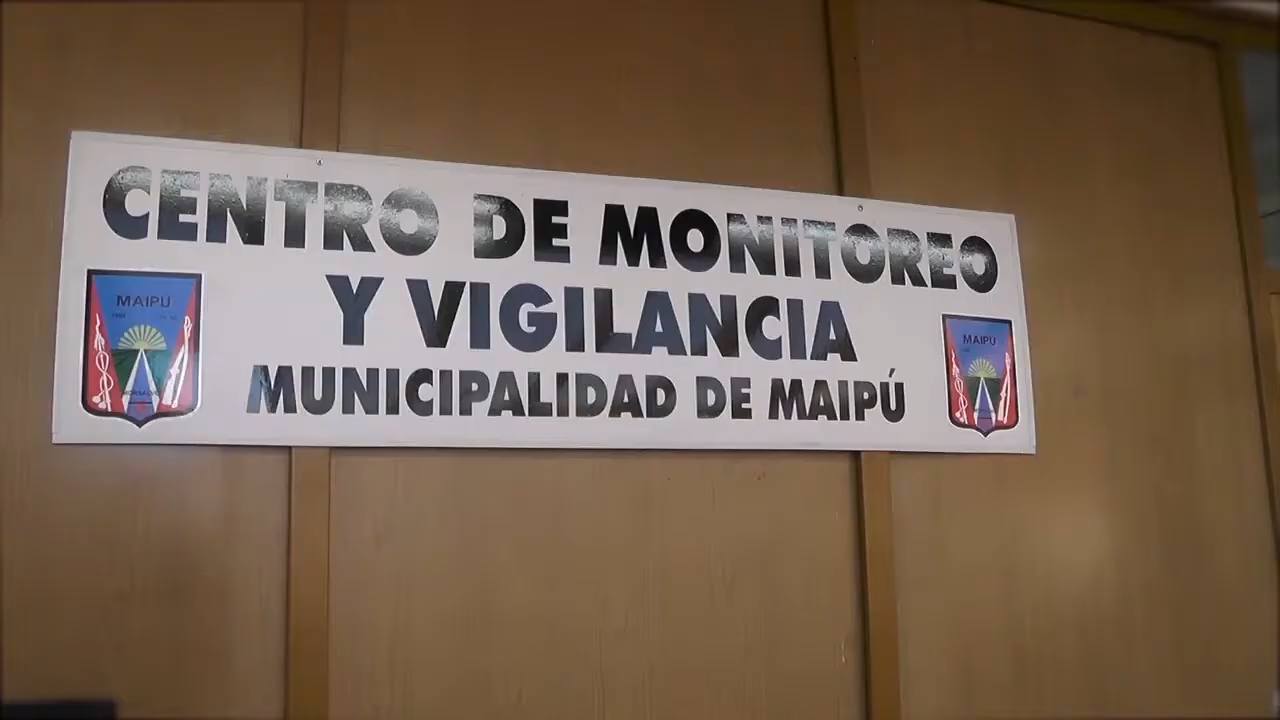 CENTRO DE MONITOREO
Y VIGILANCIA
MUNICIPALIDAD DE MAIPÚ
MAIPU
MAIPU